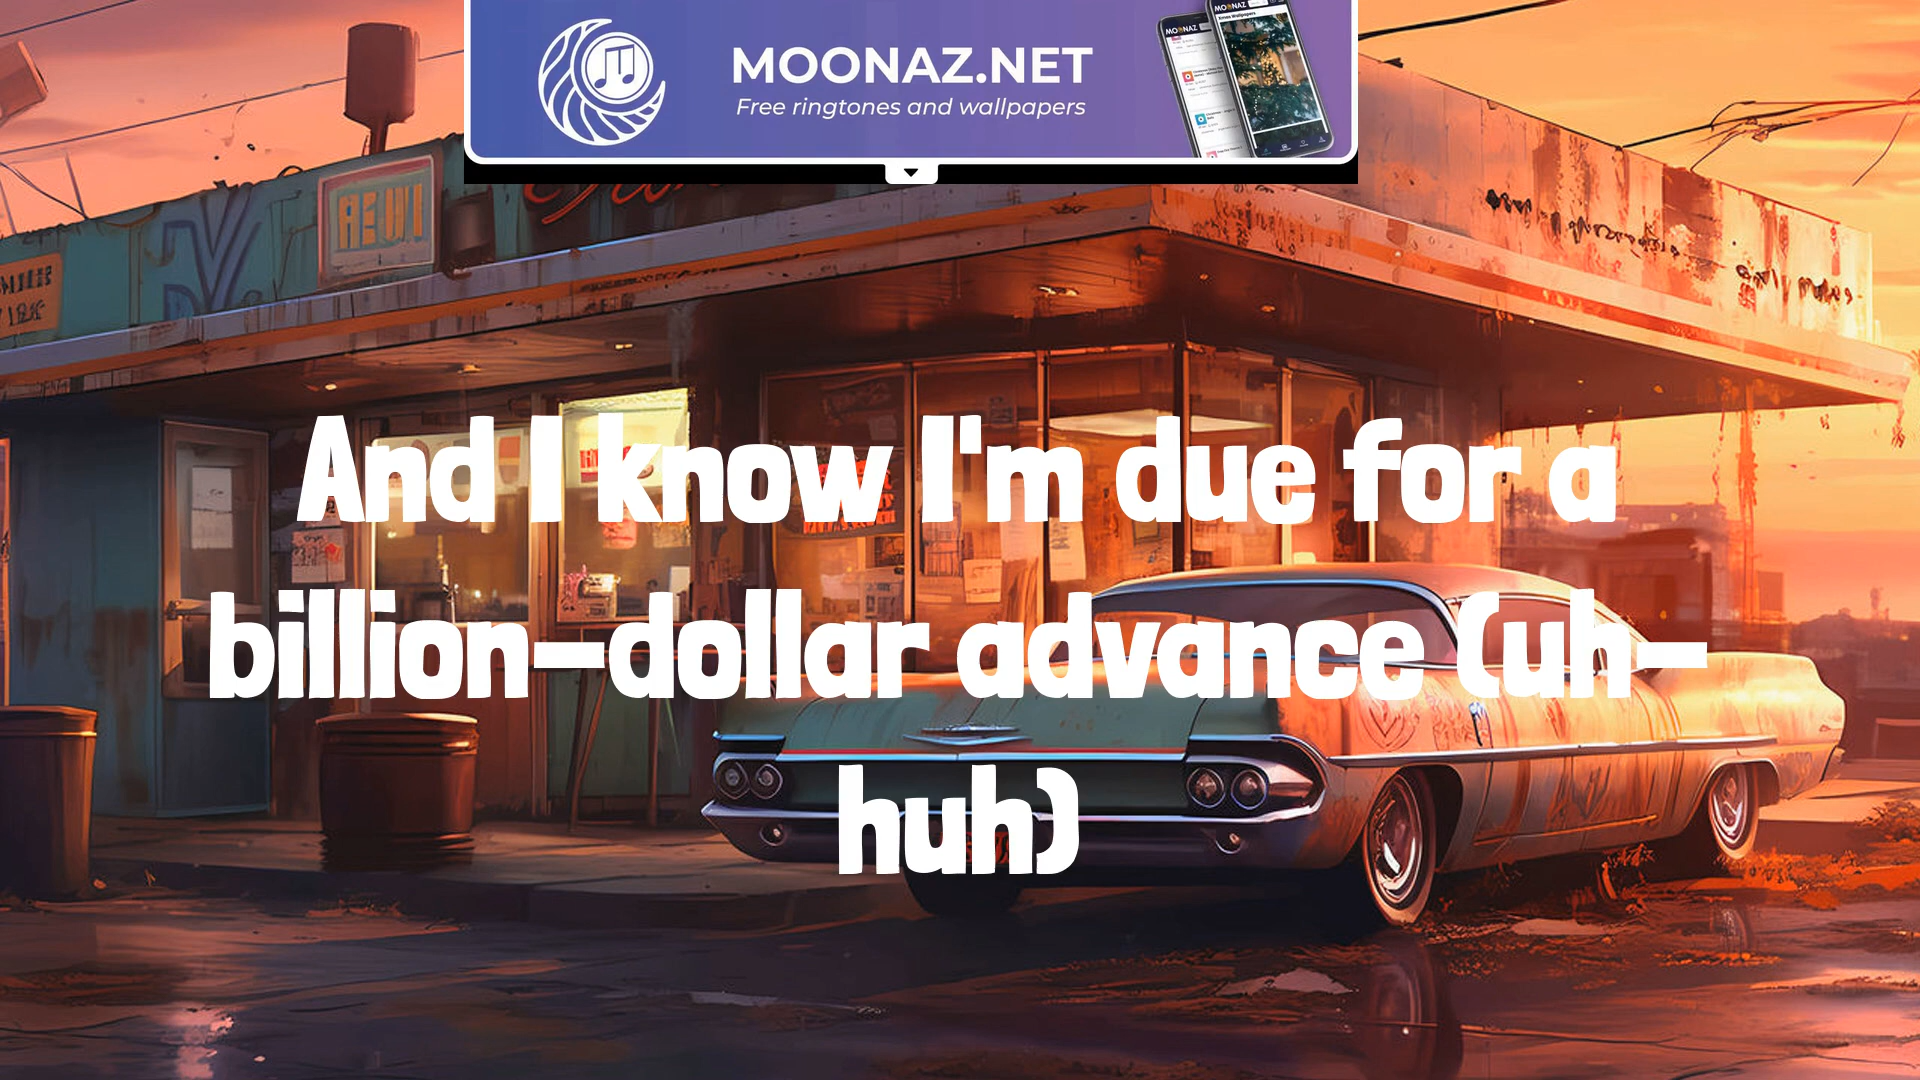 MOONAZ.NET
Free ringtones and wallpapers
And I know I'm due for a
billion-dollar advance (uh-
huh)